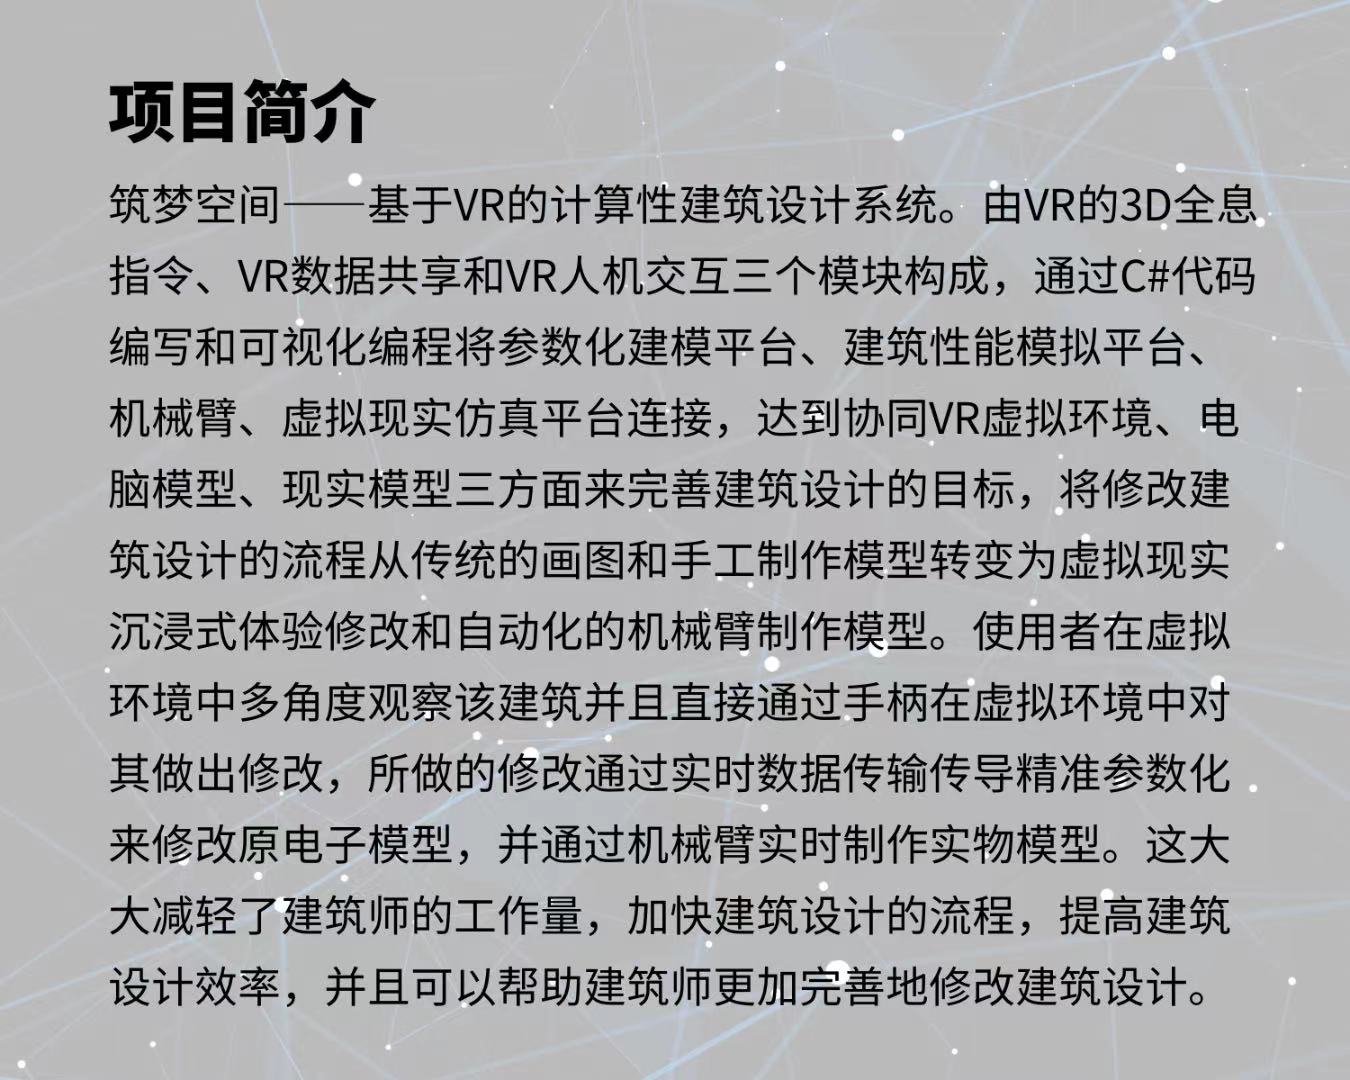 项目简介
筑梦空间——基于VR的计算性建筑设计系统。由VR的3D全息
指令、VR数据共享和VR人机交互三个模块构成，通过C#代码
编写和可视化编程将参数化建模平台、建筑性能模拟平台、
机械臂、虚拟现实仿真平台连接，达到协同VR虚拟环境、电
脑模型、现实模型三方面来完善建筑设计的目标，将修改建
筑设计的流程从传统的画图和手工制作模型转变为虚拟现实
沉浸式体验修改和自动化的机械臂制作模型。使用者在虚拟
环境中多角度观察该建筑并且直接通过手柄在虚拟环境中对
其做出修改，所做的修改通过实时数据传输传导精准参数化
来修改原电子模型，并通过机械臂实时制作实物模型。这大
大减轻了建筑师的工作量，加快建筑设计的流程，提高建筑
设计效率，并且可以帮助建筑师更加完善地修改建筑设计。